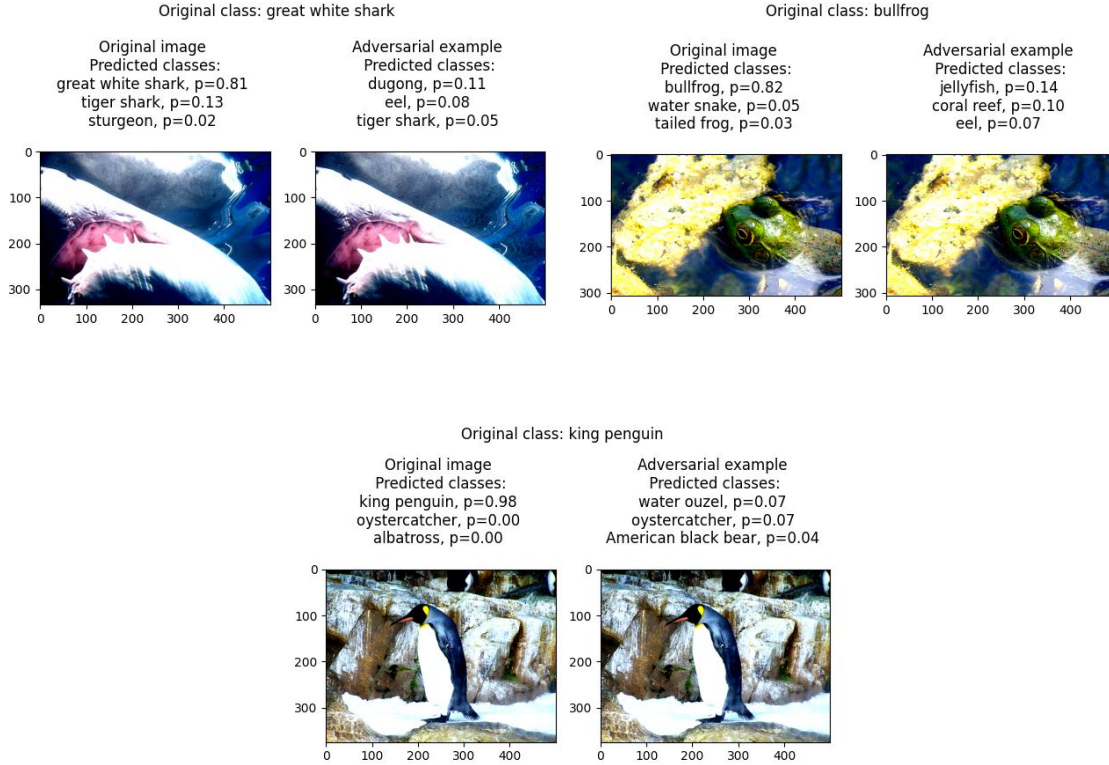 Original class: great white shark
Original image
Predicted classes:
great white shark, p=0.81
tiger shark, p=0.13
sturgeon, p=0.02
0
100
200
300
0 100 200 300 400
Adversarial example
Predicted classes:
dugong, p=0.11
eel, p=0.08
tiger shark, p=0.05
0 100 200 300 400
Original class: bullfrog
Original image
Predicted classes:
bullfrog, p=0.82
water snake, p=0.05
tailed frog, p=0.03
0
100
200
300
0 100 200 300 400
Adversarial example
Predicted classes:
jellyfish, p=0.14
coral reef, p=0.10
eel, p=0.07
0
100
200
300
0 100 200 300 400
Original class: king penguin
Original image
Predicted classes:
king penguin, p=0.98
oystercatcher, p=0.00
albatross, p=0.00
0
100
200
300
0 100 200 300 400 500
Adversarial example
Predicted classes:
water ouzel, p=0.07
oystercatcher, p=0.07
American black bear, p=0.04
0
100
200
300
0 100 200 300 400 500